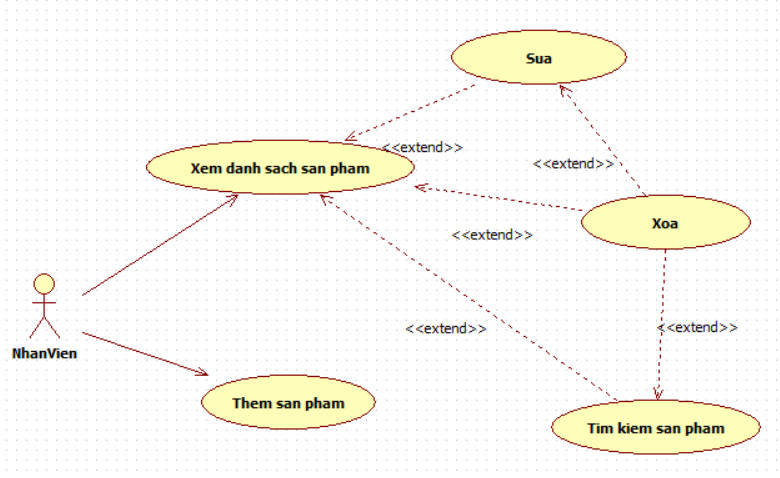 Sua
<<extend>>
Xem danh sach san pham
<<extend>>
Xoa
<<extend>>
<<extend>>
<<extend>>
NhanVien
Them san pham
Tim kiem san pham